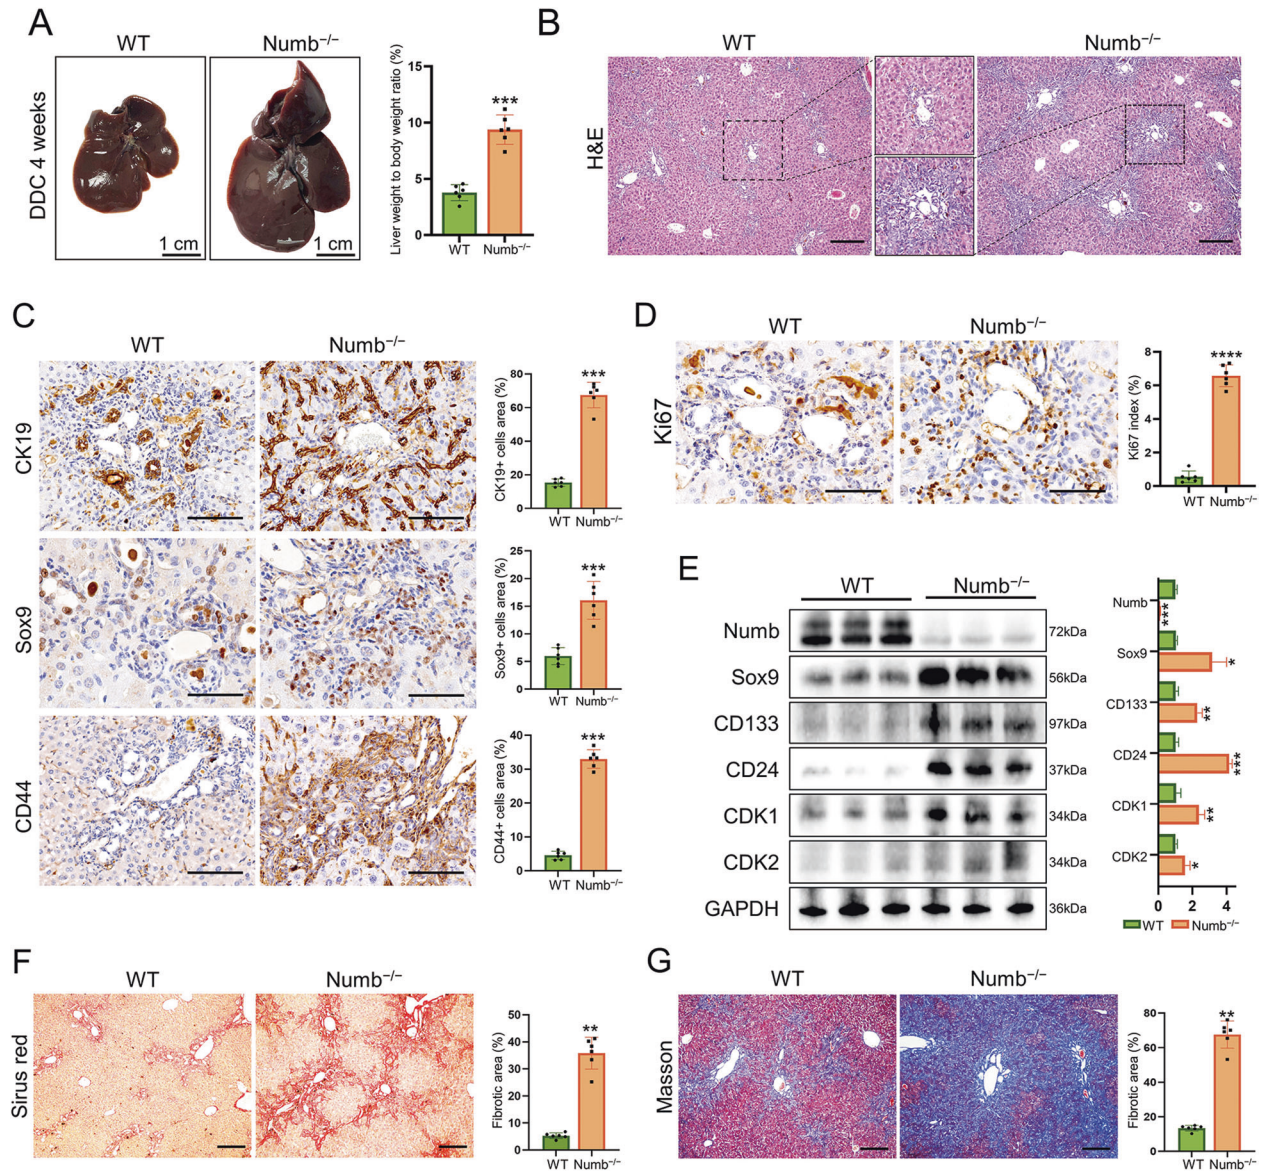 A
WT
Numb⁻/⁻
DDC 4 weeks
1 cm
1 cm
Liver weight to body weight ratio (%)
15
10
5
0
***
WT
Numb⁻/⁻
B
WT
Numb⁻/⁻
H&E
C
WT
Numb⁻/⁻
CK19
CK19+ cells area (%)
80
60
40
20
0
***
WT
Numb⁻/⁻
Sox9
Sox9+ cells area (%)
25
20
15
10
5
0
***
WT
Numb⁻/⁻
CD44
CD44+ cells area (%)
40
30
20
10
0
***
WT
Numb⁻/⁻
D
WT
Numb⁻/⁻
Ki67
Ki67 index (%)
8
6
4
2
0
****
WT
Numb⁻/⁻
E
WT
Numb⁻/⁻
Numb
72kDa
Sox9
56kDa
CD133
97kDa
CD24
37kDa
CDK1
34kDa
CDK2
34kDa
GAPDH
36kDa
Numb
***
Sox9
*
CD133
**
CD24
***
CDK1
**
CDK2
*
0 2 4
WT Numb⁻/⁻
F
WT
Numb⁻/⁻
Sirus red
Fibrotic area (%)
50
40
30
20
10
0
**
WT
Numb⁻/⁻
G
WT
Numb⁻/⁻
Masson
Fibrotic area (%)
80
60
40
20
0
**
WT
Numb⁻/⁻